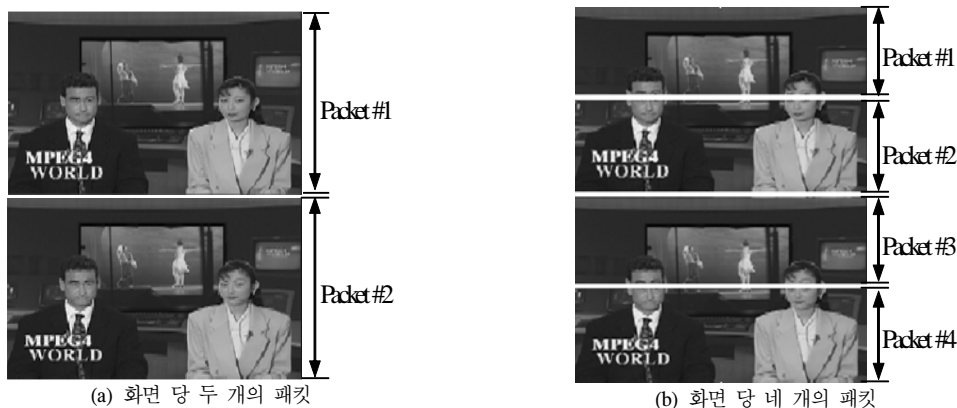 MPEG4
WORLD
Packet #1
MPEG4
WORLD
Packet #2
(a) 화면 당 두 개의 패킷
Packet #1
MPEG4
WORLD
Packet #2
Packet #3
MPEG4
WORLD
Packet #4
(b) 화면 당 네 개의 패킷